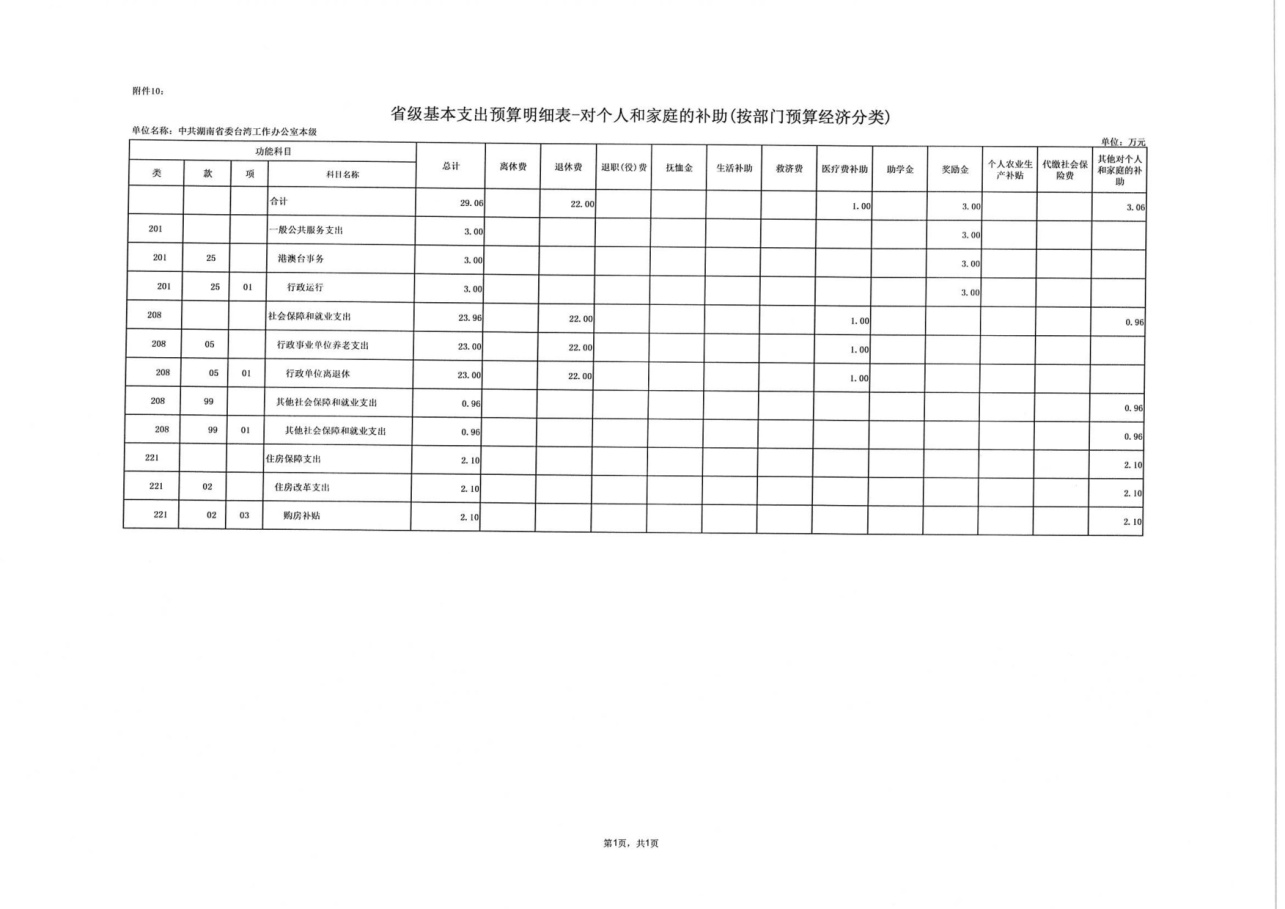 附件10：
省级基本支出预算明细表-对个人和家庭的补助(按部门预算经济分类)
单位名称：中共湖南省委台湾工作办公室本级
单位：万元
功能科目 总计 离休费 退休费 退职(役)费 抚恤金 生活补助 救济费 医疗费补助 助学金 奖励金 个人农业生产补贴 代缴社会保险费 其他对个人和家庭的补助
类 款 项 科目名称
合计 29.06 22.00 1.00 3.00 3.06
201 一般公共服务支出 3.00 3.00
201 25 港澳台事务 3.00 3.00
201 25 01 行政运行 3.00 3.00
208 社会保障和就业支出 23.96 22.00 1.00 0.96
208 05 行政事业单位养老支出 23.00 22.00 1.00
208 05 01 行政单位离退休 23.00 22.00 1.00
208 99 其他社会保障和就业支出 0.96 0.96
208 99 01 其他社会保障和就业支出 0.96 0.96
221 住房保障支出 2.10 2.10
221 02 住房改革支出 2.10 2.10
221 02 03 购房补贴 2.10 2.10
第1页，共1页